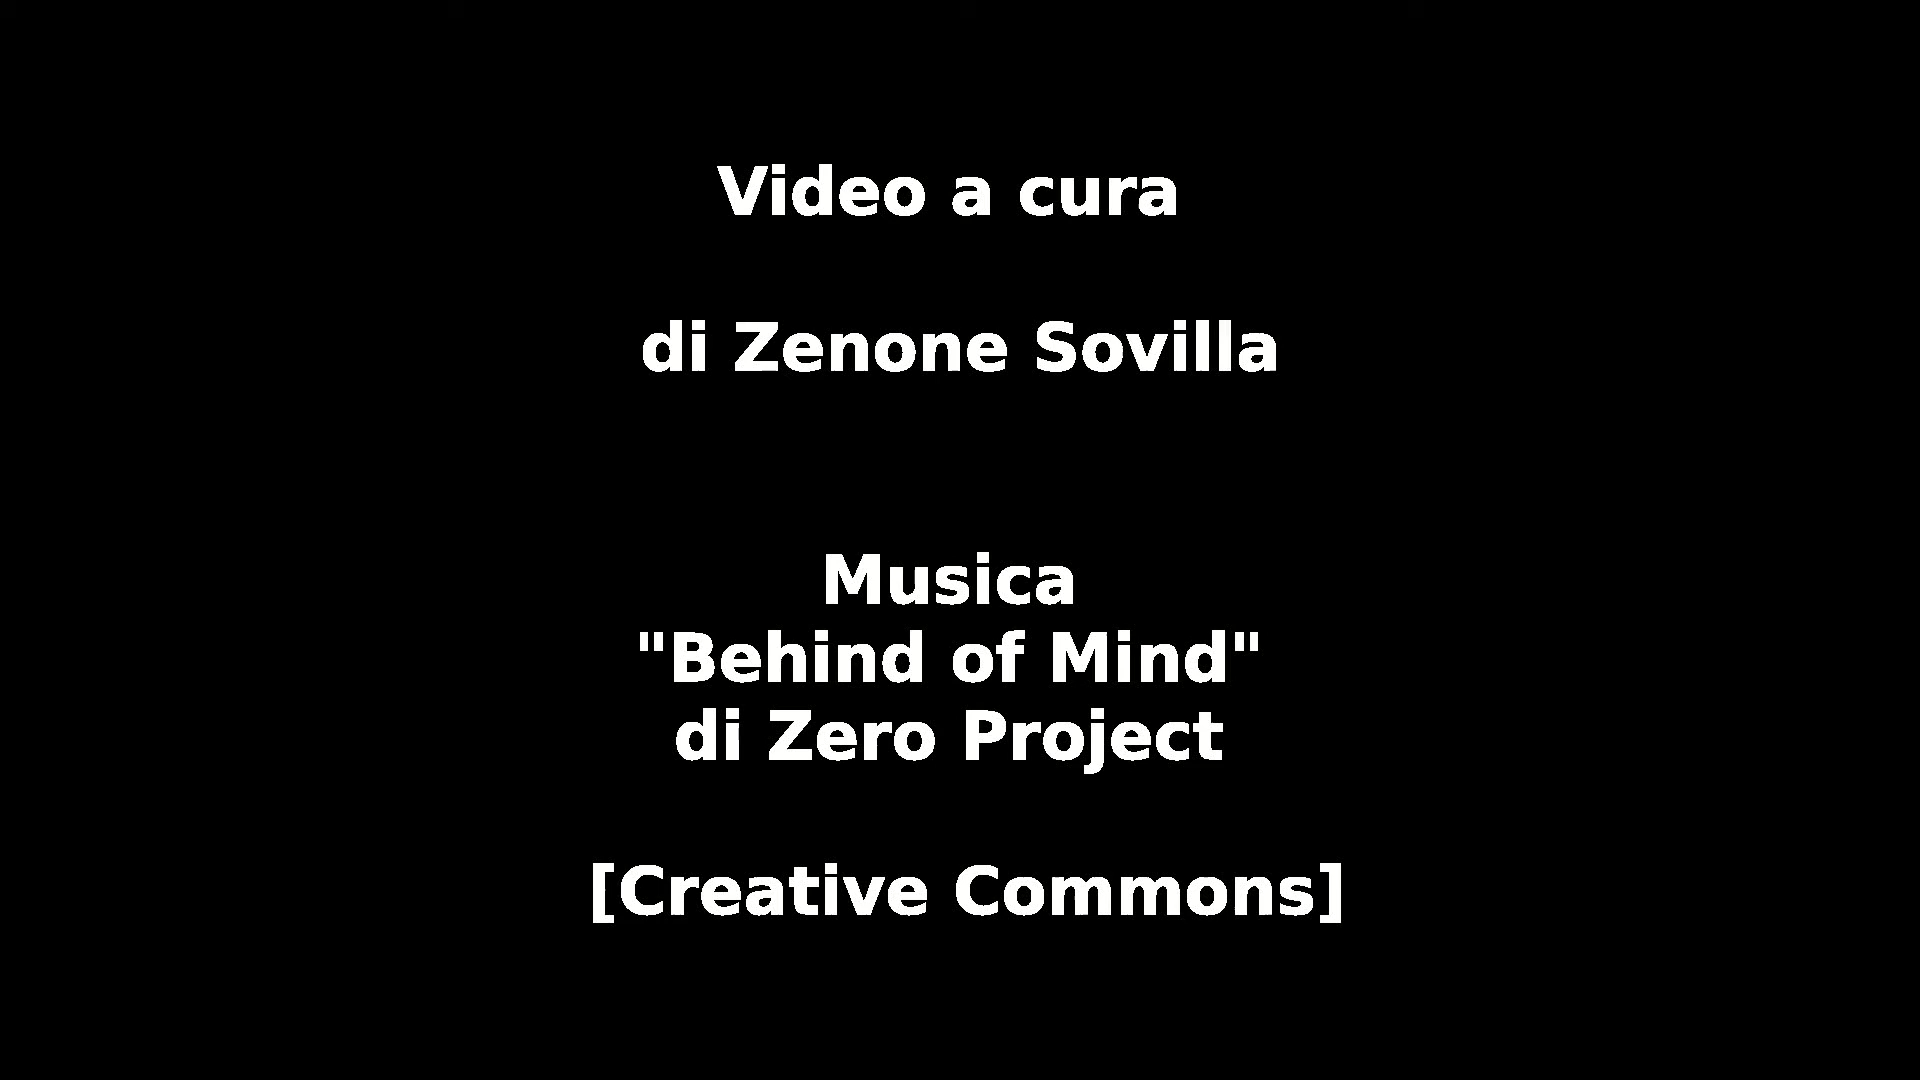 Video a cura
di Zenone Sovilla
Musica
"Behind of Mind"
di Zero Project
[Creative Commons]